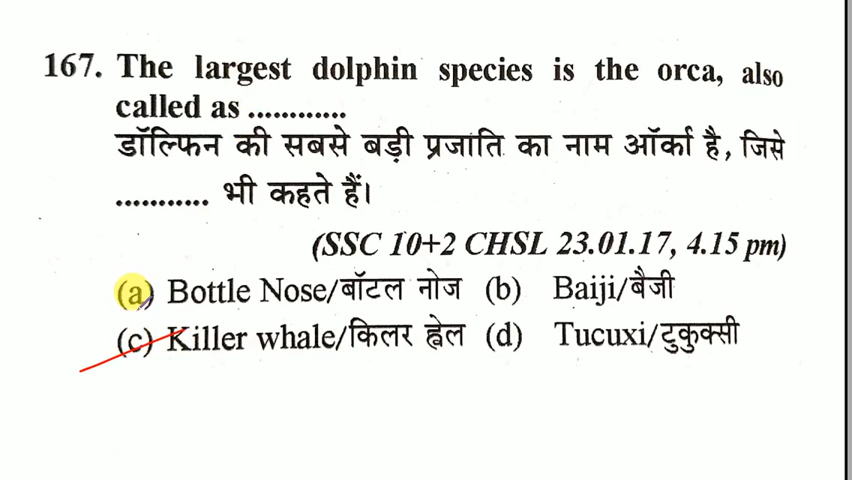 167. The largest dolphin species is the orca, also
called as ............
डॉल्फिन की सबसे बड़ी प्रजाति का नाम ऑर्का है, जिसे
............ भी कहते हैं।
(SSC 10+2 CHSL 23.01.17, 4.15 pm)
(a) Bottle Nose/बॉटल नोज (b) Baiji/बैजी
(c) Killer whale/किलर ह्वेल (d) Tucuxi/टुकुक्सी